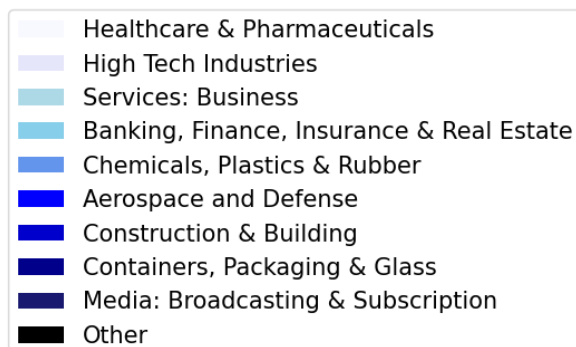 Healthcare & Pharmaceuticals
High Tech Industries
Services: Business
Banking, Finance, Insurance & Real Estate
Chemicals, Plastics & Rubber
Aerospace and Defense
Construction & Building
Containers, Packaging & Glass
Media: Broadcasting & Subscription
Other